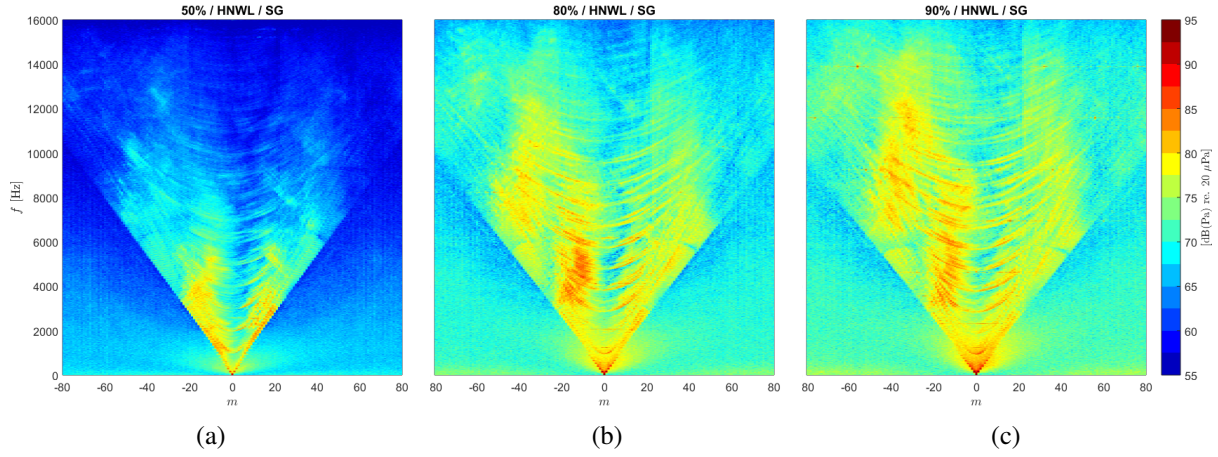 50% / HNWL / SG
80% / HNWL / SG
90% / HNWL / SG
16000
14000
12000
10000
8000
6000
4000
2000
0
f [Hz]
-80 -60 -40 -20 0 20 40 60 80
-80 -60 -40 -20 0 20 40 60 80
-80 -60 -40 -20 0 20 40 60 80
m
m
m
95
90
85
80
75
70
65
60
55
[dB(Pa) re. 20 μPa]
(a)
(b)
(c)